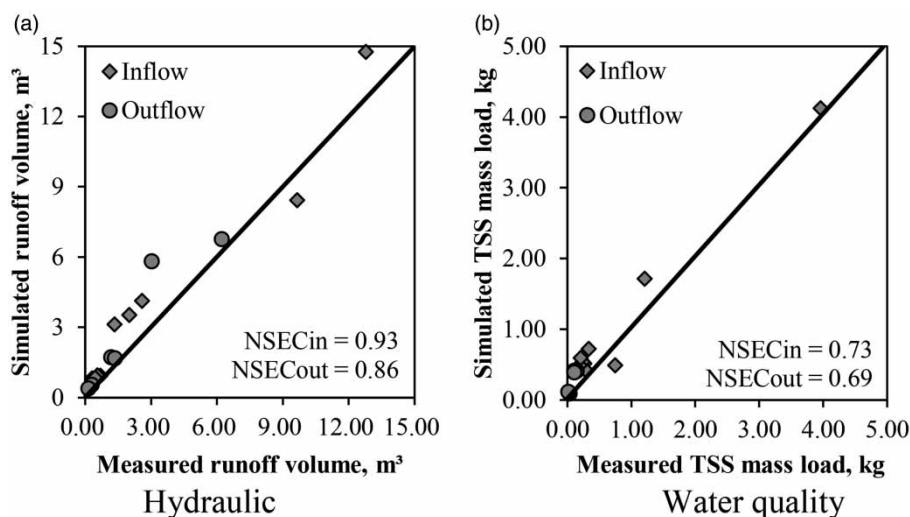 (a)
15
12
9
6
3
0
Simulated runoff volume, m³
Inflow
Outflow
NSECin = 0.93
NSECout = 0.86
0.00 3.00 6.00 9.00 12.00 15.00
Measured runoff volume, m³
Hydraulic
(b)
5.00
4.00
3.00
2.00
1.00
0.00
Simulated TSS mass load, kg
Inflow
Outflow
NSECin = 0.73
NSECout = 0.69
0.00 1.00 2.00 3.00 4.00 5.00
Measured TSS mass load, kg
Water quality